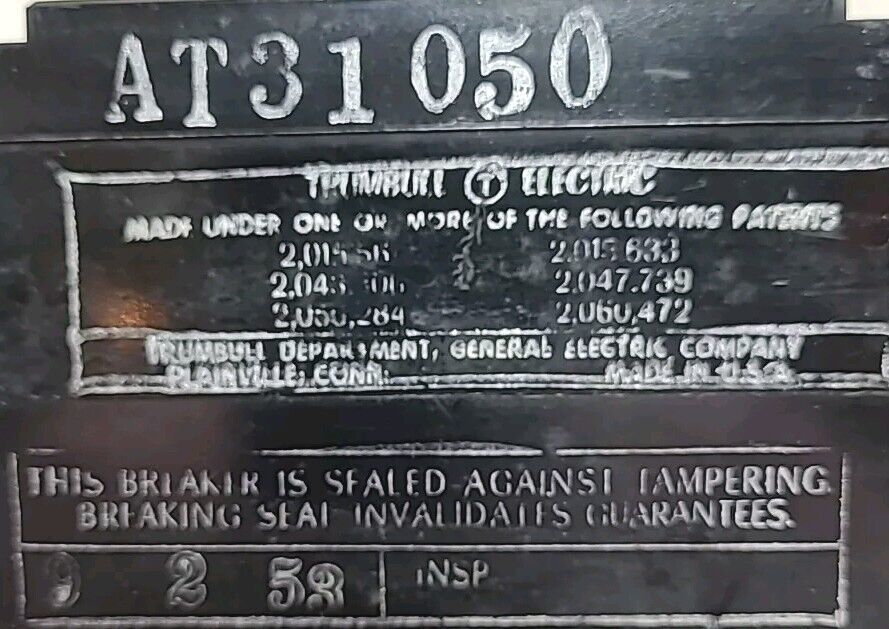 AT31050
TRUMBULL T ELECTRIC
MADE UNDER ONE OR MORE OF THE FOLLOWING PATENTS
2.015.633
2.047.739
2,060,472
TRUMBULL DEPARTMENT, GENERAL ELECTRIC COMPANY
PLAINVILLE, CONN. MADE IN U.S.A.
THIS BREAKER IS SEALED AGAINST TAMPERING
BREAKING SEAL INVALIDATES GUARANTEES.
9 2 INSP